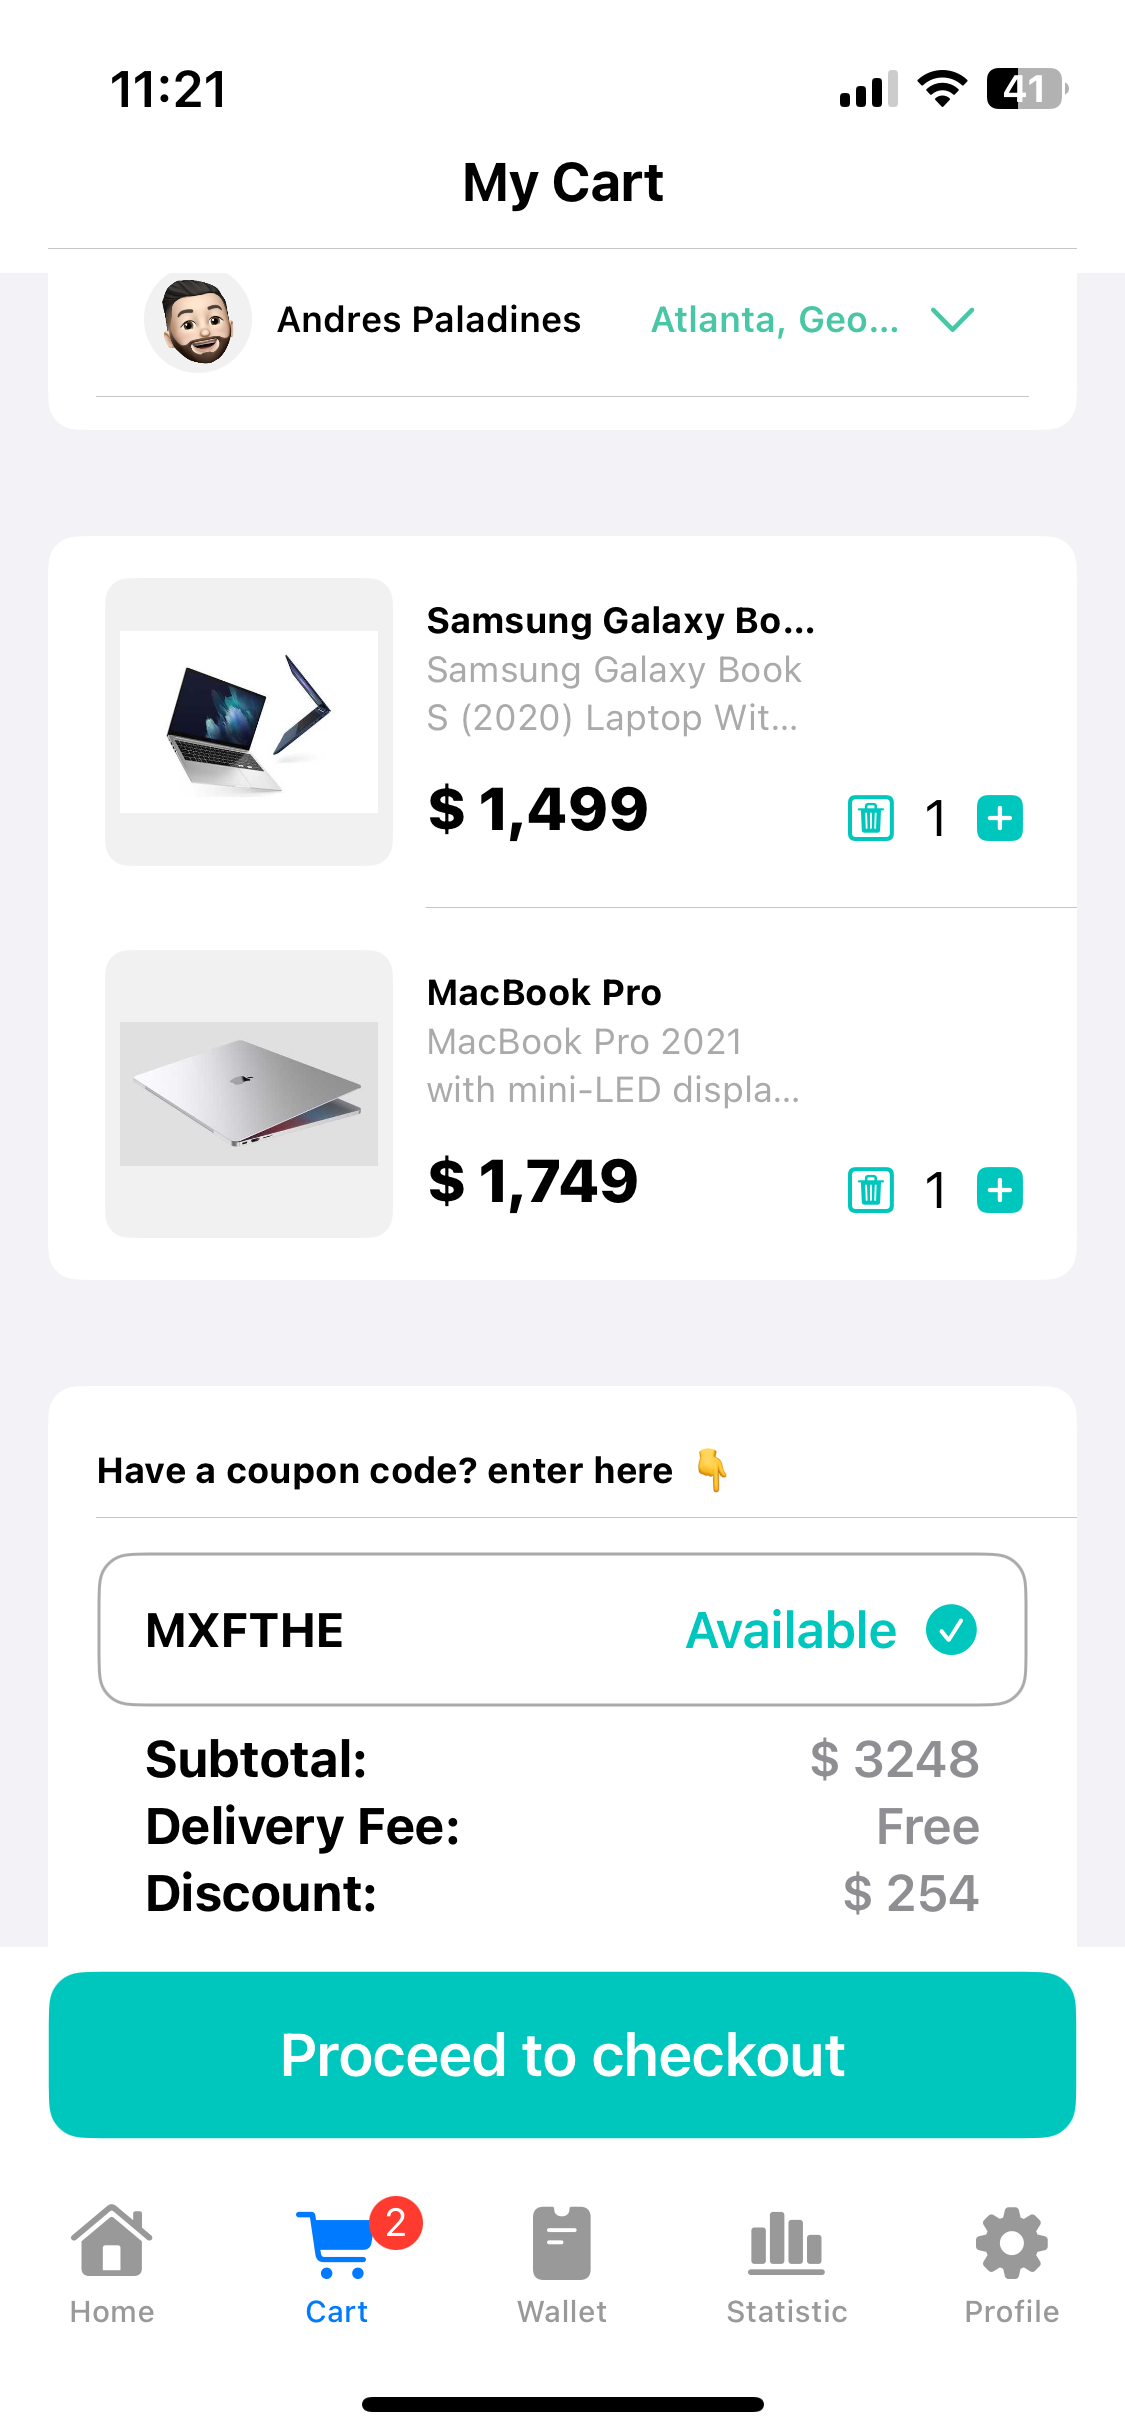 11:21
41
My Cart
Andres Paladines
Atlanta, Geo...
Samsung Galaxy Bo...
Samsung Galaxy Book
S (2020) Laptop Wit...
$ 1,499
1
MacBook Pro
MacBook Pro 2021
with mini-LED displa...
$ 1,749
1
Have a coupon code? enter here 👇
MXFTHE
Available
Subtotal: $ 3248
Delivery Fee: Free
Discount: $ 254
Proceed to checkout
2
Home
Cart
Wallet
Statistic
Profile